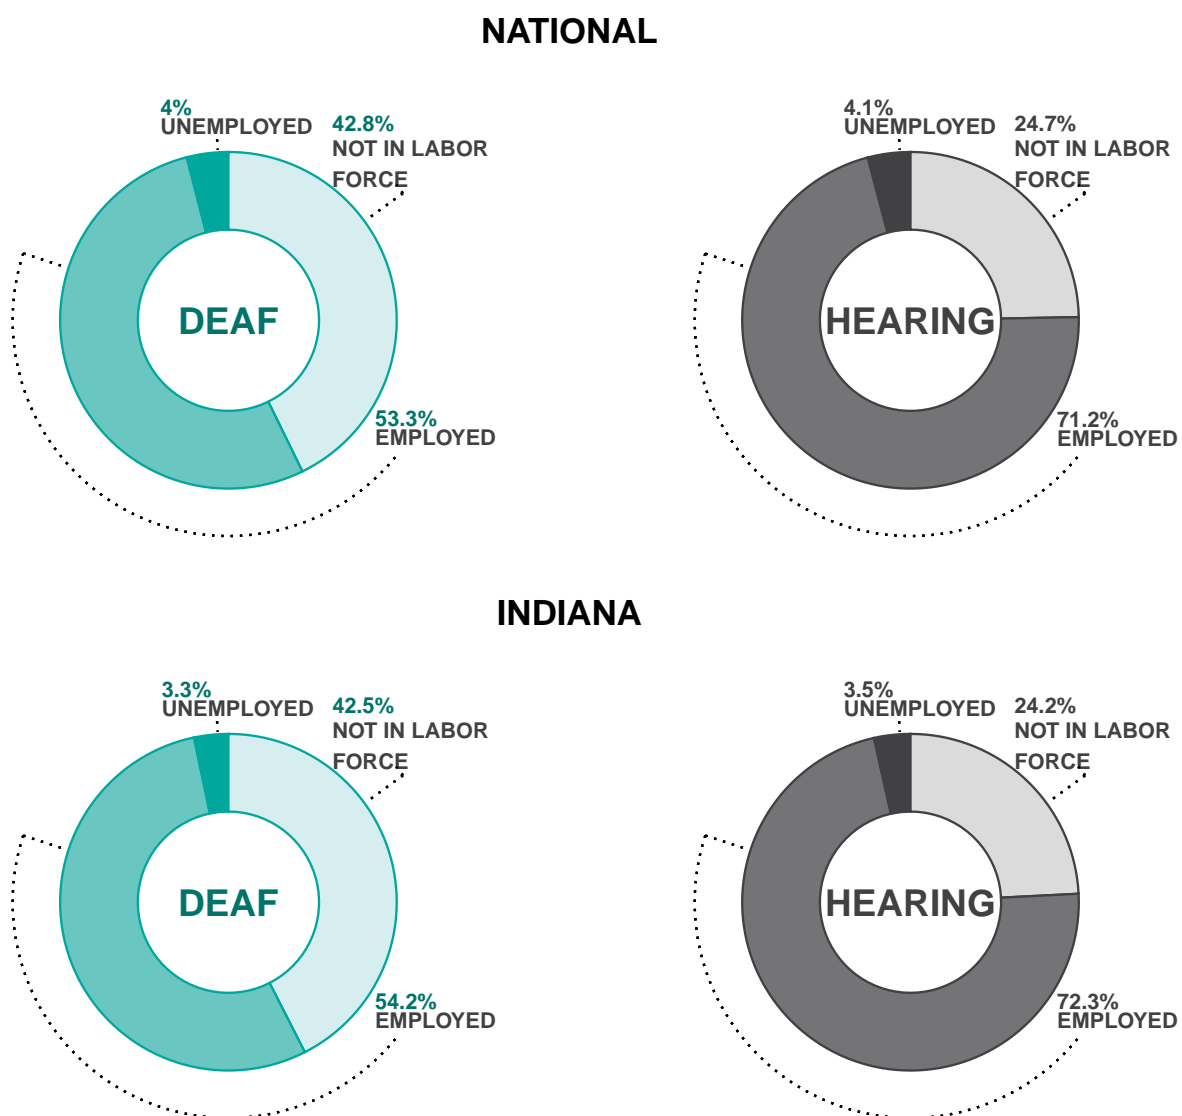 NATIONAL
4%
UNEMPLOYED
42.8%
NOT IN LABOR
FORCE
DEAF
53.3%
EMPLOYED
4.1%
UNEMPLOYED
24.7%
NOT IN LABOR
FORCE
HEARING
71.2%
EMPLOYED
INDIANA
3.3%
UNEMPLOYED
42.5%
NOT IN LABOR
FORCE
DEAF
54.2%
EMPLOYED
3.5%
UNEMPLOYED
24.2%
NOT IN LABOR
FORCE
HEARING
72.3%
EMPLOYED